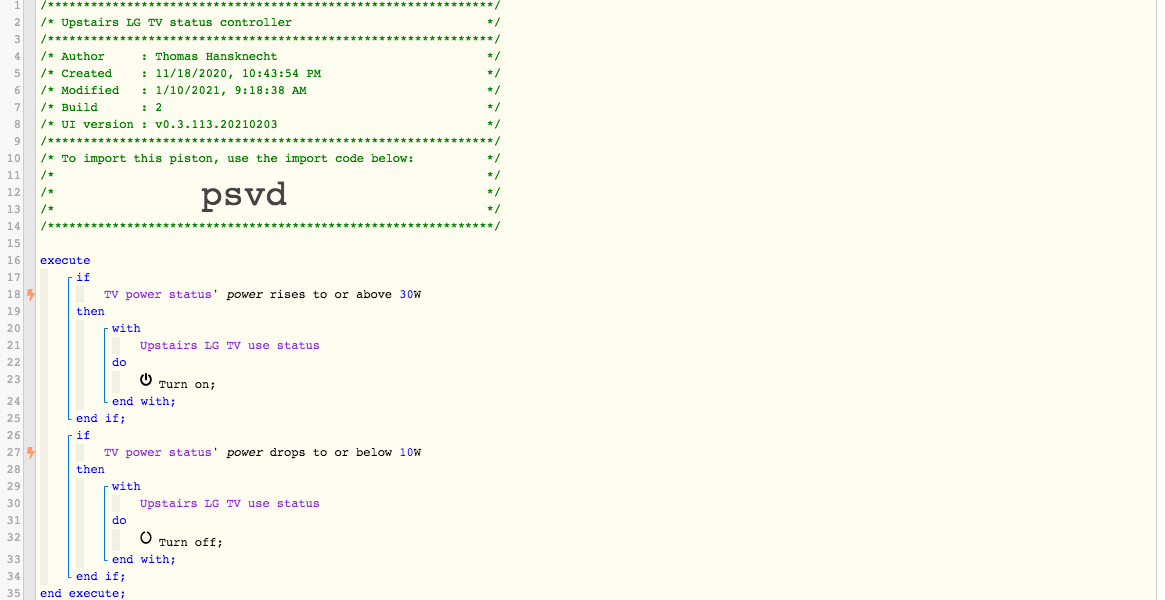 1 /**************************************************************/
2 /* Upstairs LG TV status controller */
3 /**************************************************************/
4 /* Author : Thomas Hansknecht */
5 /* Created : 11/18/2020, 10:43:54 PM */
6 /* Modified : 1/10/2021, 9:18:38 AM */
7 /* Build : 2 */
8 /* UI version : v0.3.113.20210203 */
9 /**************************************************************/
10 /* To import this piston, use the import code below: */
11 /* */
12 /* psvd */
13 /* */
14 /**************************************************************/
15
16 execute
17 if
18 TV power status' power rises to or above 30W
19 then
20 with
21 Upstairs LG TV use status
22 do
23 Turn on;
24 end with;
25 end if;
26 if
27 TV power status' power drops to or below 10W
28 then
29 with
30 Upstairs LG TV use status
31 do
32 Turn off;
33 end with;
34 end if;
35 end execute;